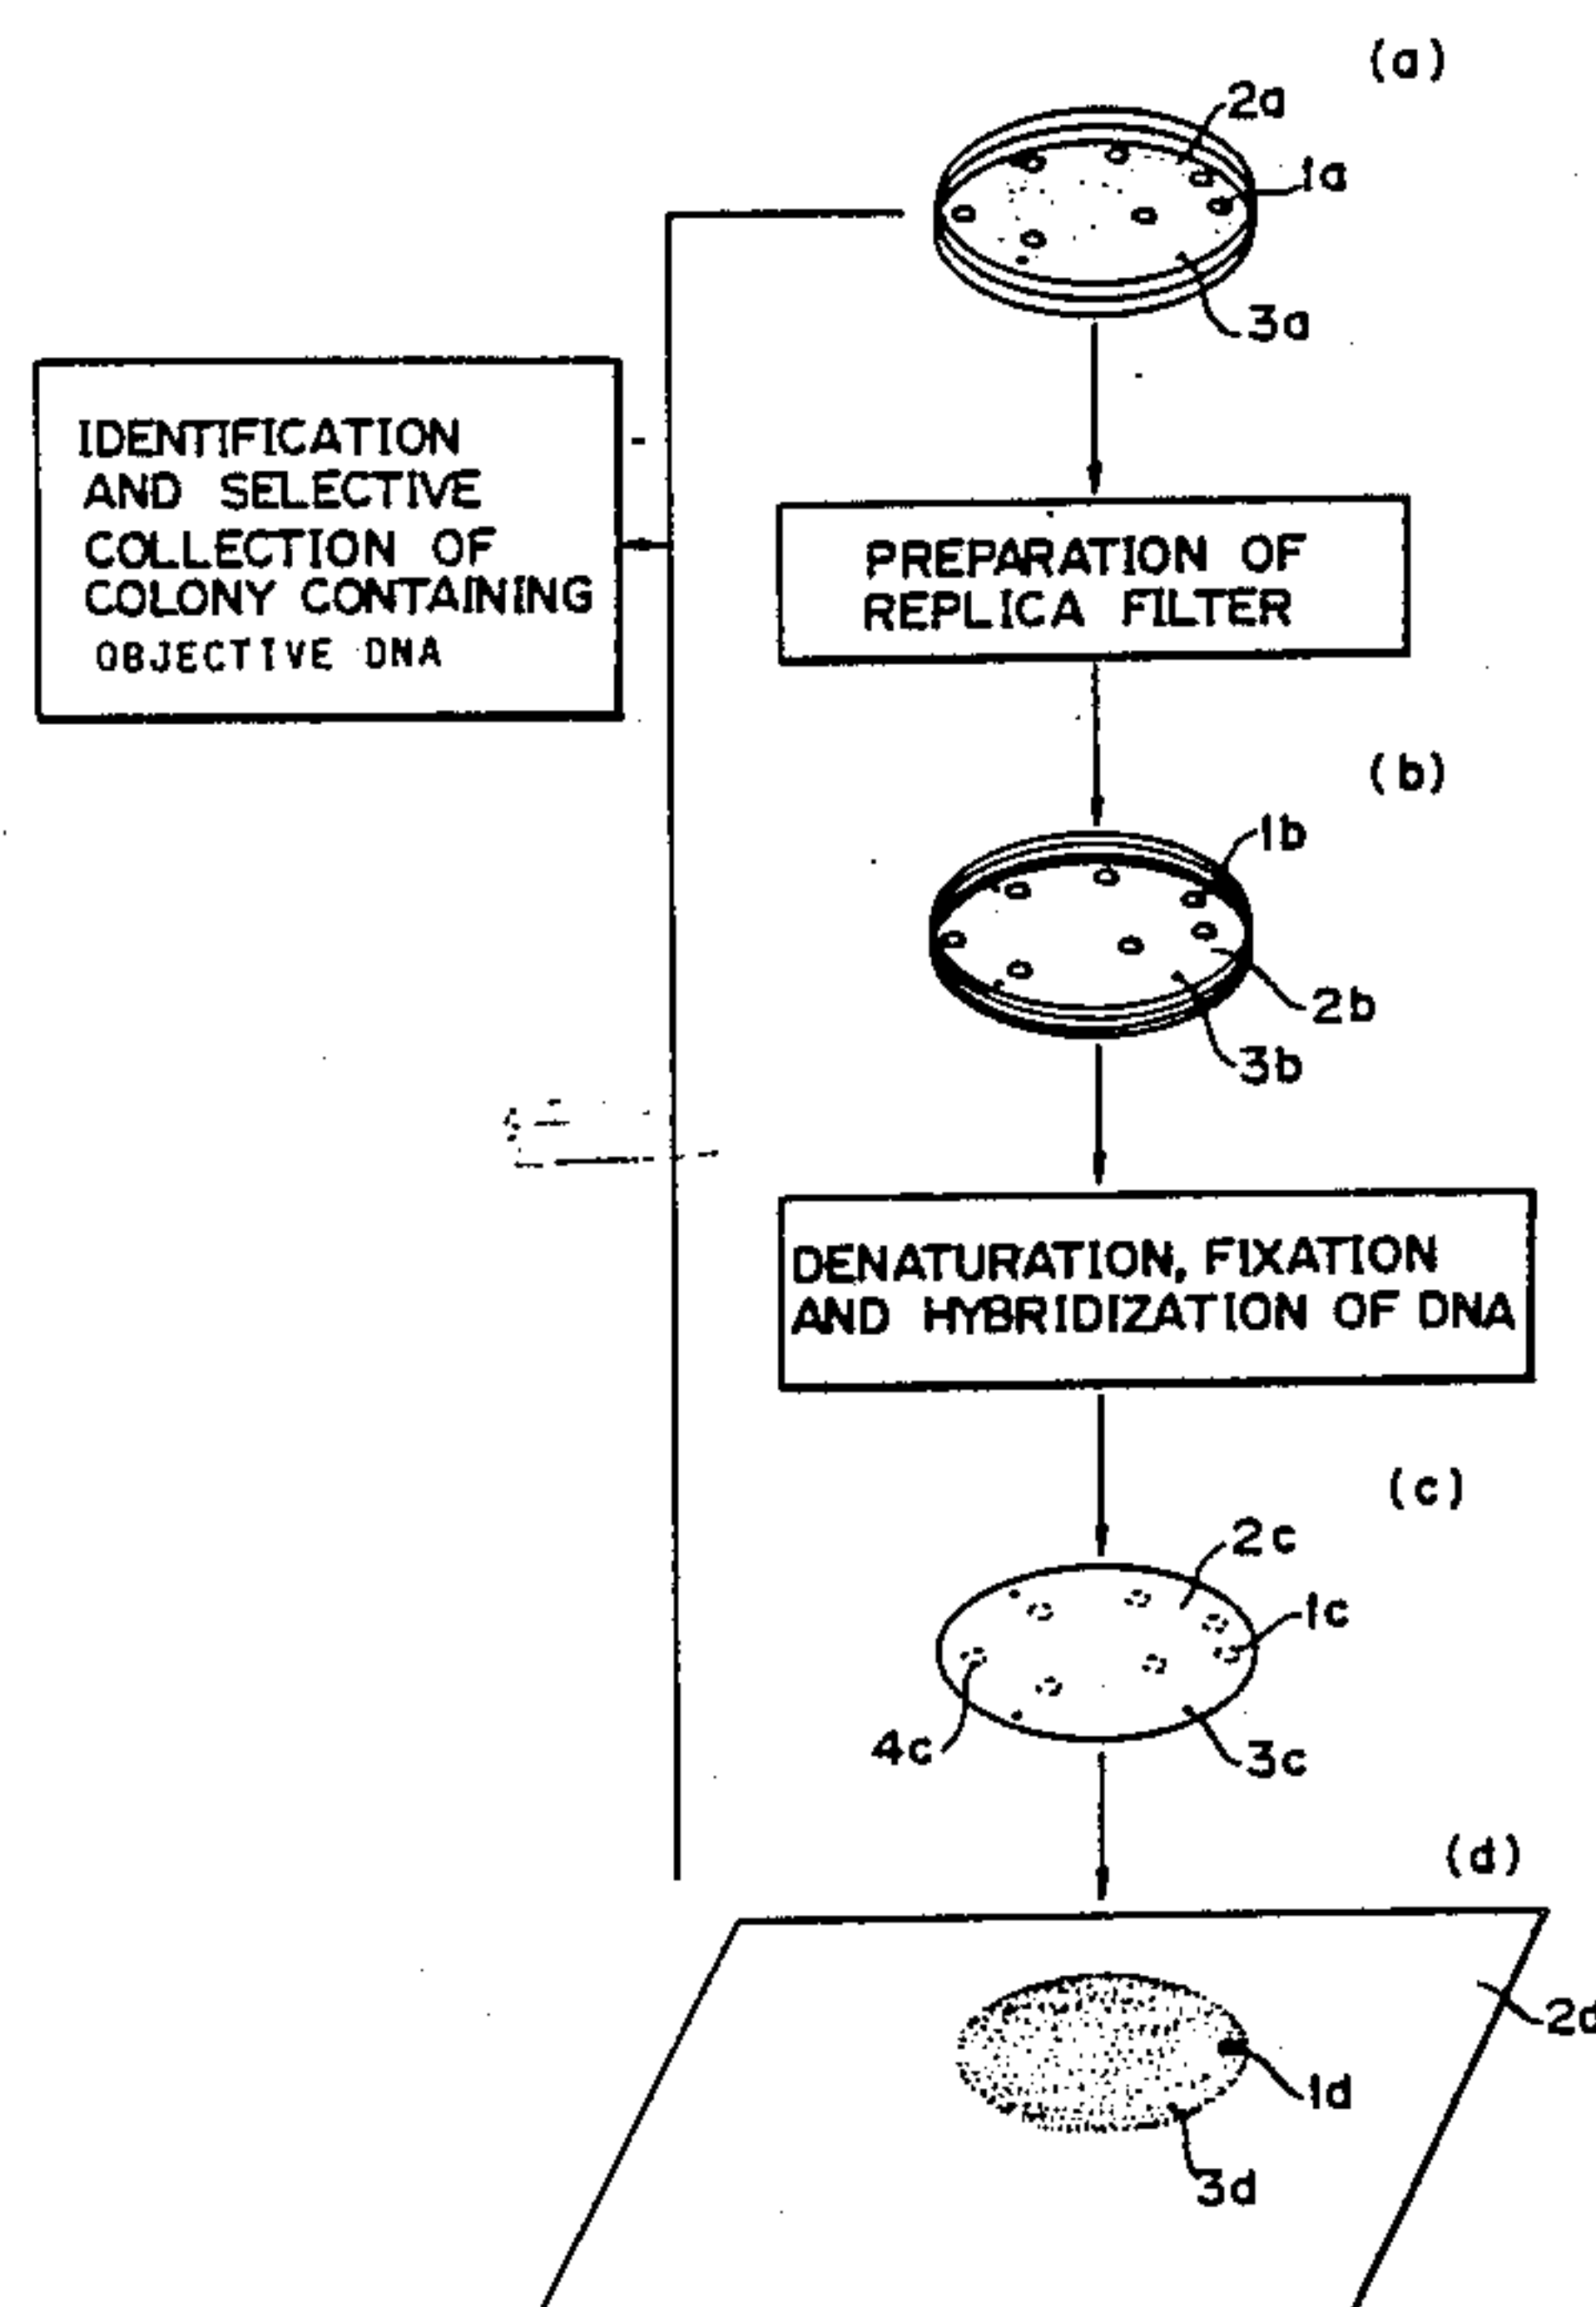 (a)
2a
1a
3a
IDENTIFICATION
AND SELECTIVE
COLLECTION OF
COLONY CONTAINING
OBJECTIVE DNA
PREPARATION OF
REPLICA FILTER
(b)
1b
2b
3b
DENATURATION, FIXATION
AND HYBRIDIZATION OF DNA
(c)
2c
1c
4c
3c
(d)
2d
1d
3d